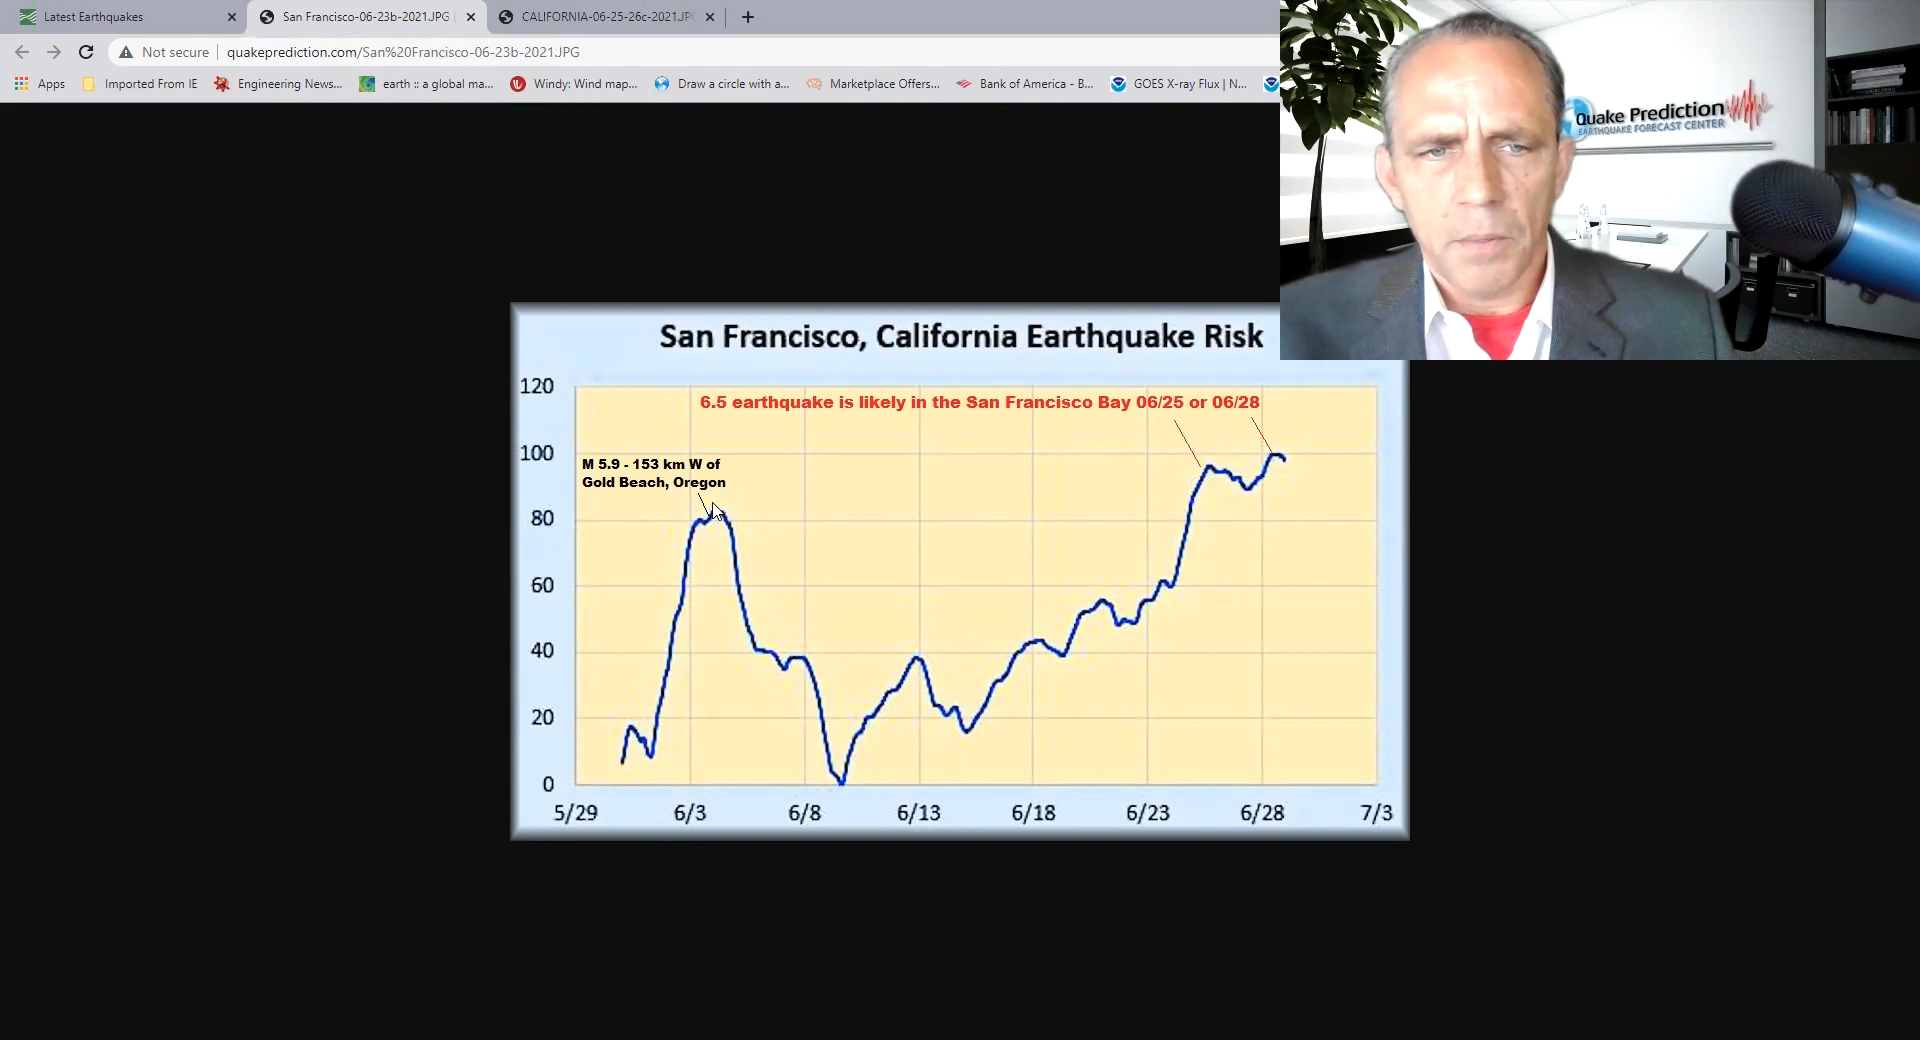 Latest Earthquakes
San Francisco-06-23b-2021.JPG (
CALIFORNIA-06-25-26c-2021.JPG
Not secure
quakeprediction.com/San%20Francisco-06-23b-2021.JPG
Apps
Imported From IE
Engineering News...
earth :: a global ma...
Windy: Wind map...
Draw a circle with a...
Marketplace Offers...
Bank of America - B...
GOES X-ray Flux | N...
Quake Prediction
EARTHQUAKE FORECAST CENTER
San Francisco, California Earthquake Risk
120
6.5 earthquake is likely in the San Francisco Bay 06/25 or 06/28
100
M 5.9 - 153 km W of
Gold Beach, Oregon
80
60
40
20
0
5/29 6/3 6/8 6/13 6/18 6/23 6/28 7/3